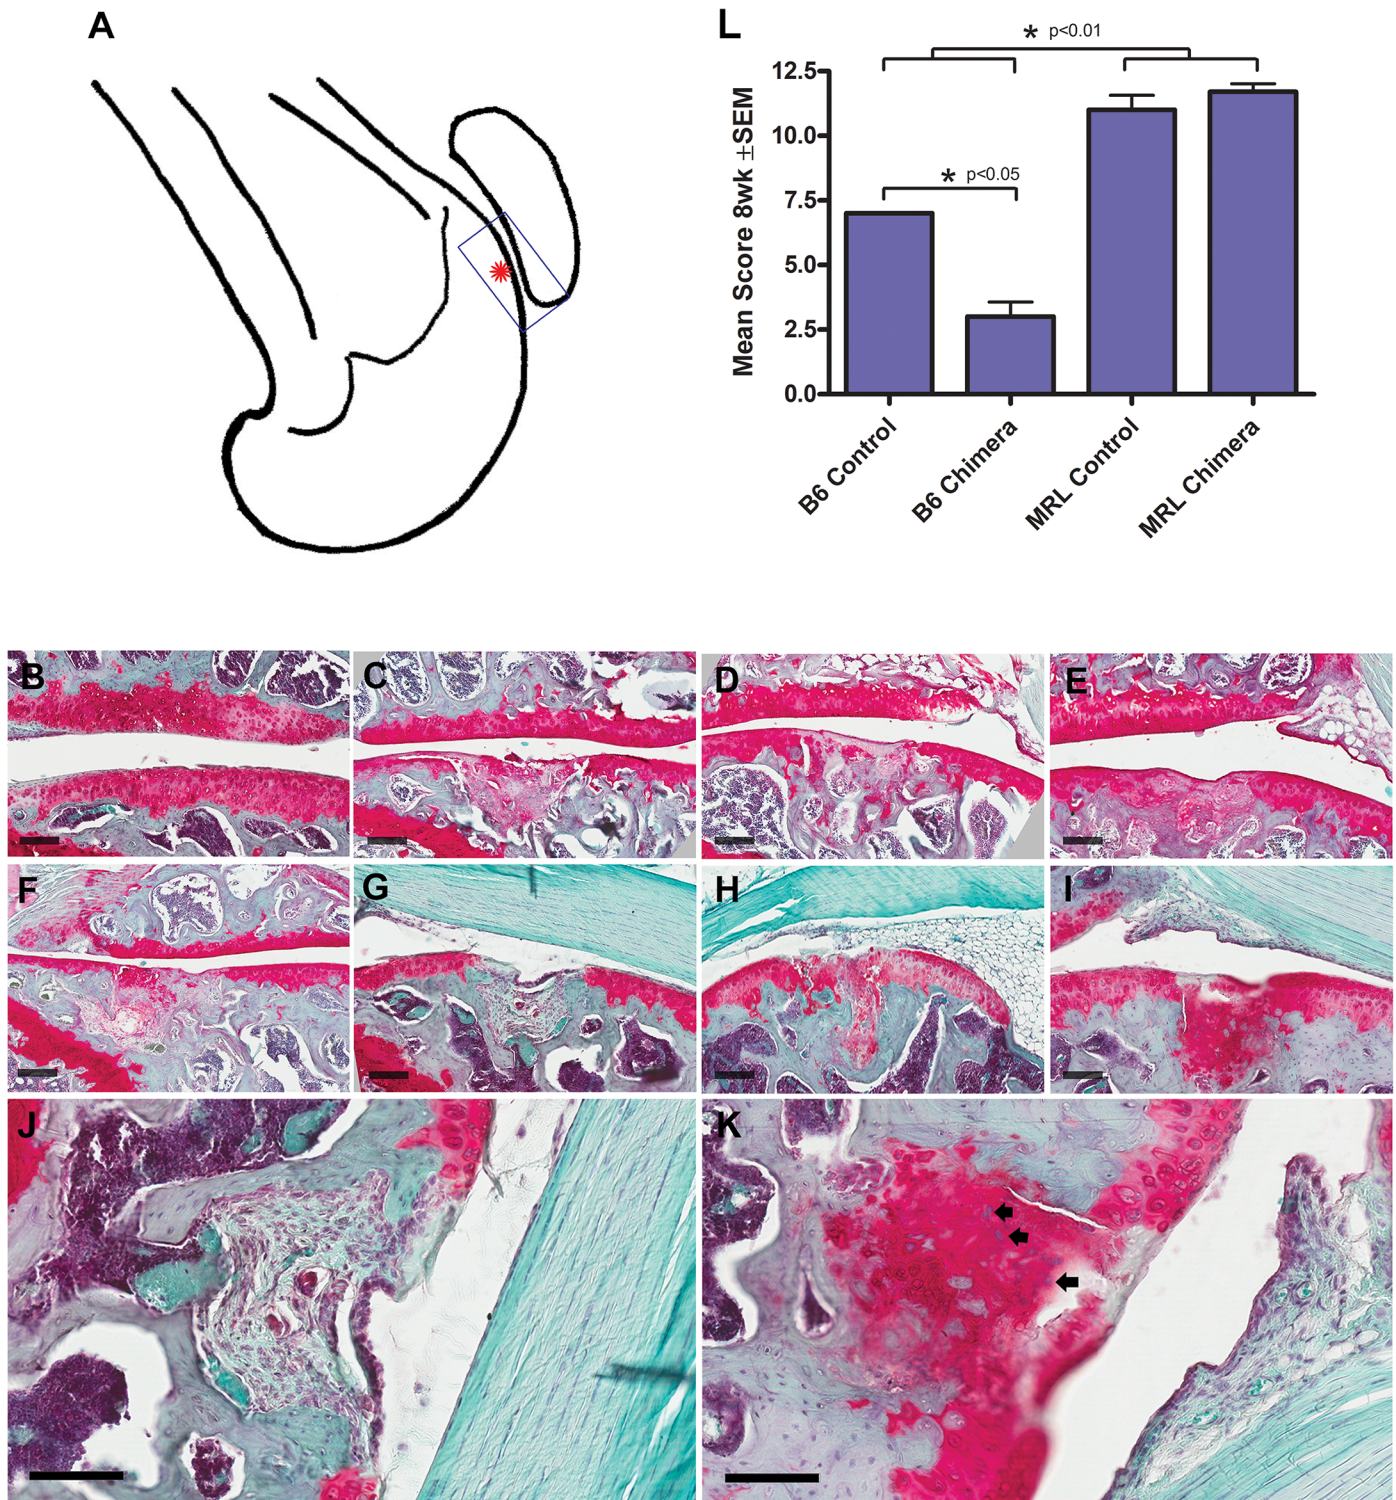 A
L
* p<0.01
12.5
10.0
7.5
5.0
2.5
0.0
Mean Score 8wk ±SEM
* p<0.05
B6 Control
B6 Chimera
MRL Control
MRL Chimera
B
C
D
E
F
G
H
I
J
K